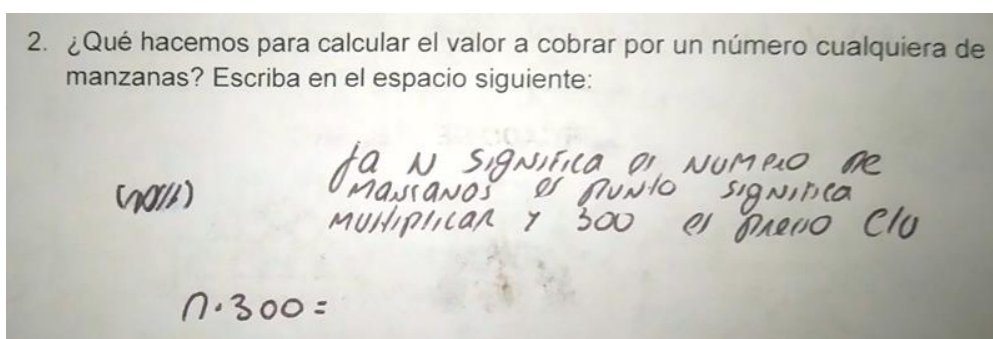 2. ¿Qué hacemos para calcular el valor a cobrar por un número cualquiera de
manzanas? Escriba en el espacio siguiente:
la N SigNifica el NUMERO de
massanas el punto sigNifica
Multiplicar y 300 el precio c/u
n·300=